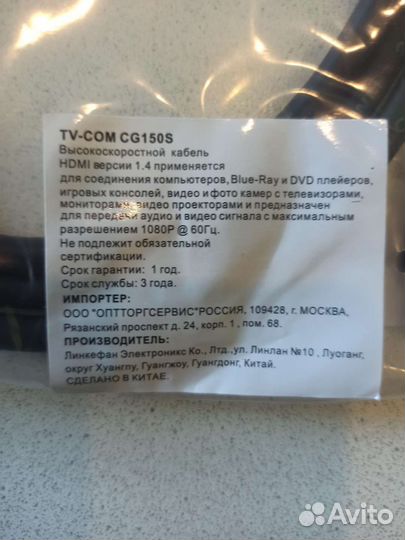 TV-COM CG150S
Высокоскоростной кабель
HDMI версии 1.4 применяется
для соединения компьютеров, Blue-Ray и DVD плейеров,
игровых консолей, видео и фото камер с телевизорами,
мониторами, видео проекторами и предназначен
для передачи аудио и видео сигнала с максимальным
разрешением 1080P @ 60Гц.
Не подлежит обязательной
сертификации.
Срок гарантии: 1 год.
Срок службы: 3 года.
ИМПОРТЕР:
ООО "ОПТТОРГСЕРВИС"РОССИЯ, 109428, г. МОСКВА,
Рязанский проспект д. 24, корп. 1 , пом. 68.
ПРОИЗВОДИТЕЛЬ:
Линкефан Электроникс Ко., Лтд.,ул. Линлан №10 , Луоганг,
округ Хуангпу, Гуангжоу, Гуангдонг, Китай.
СДЕЛАНО В КИТАЕ.
Avito